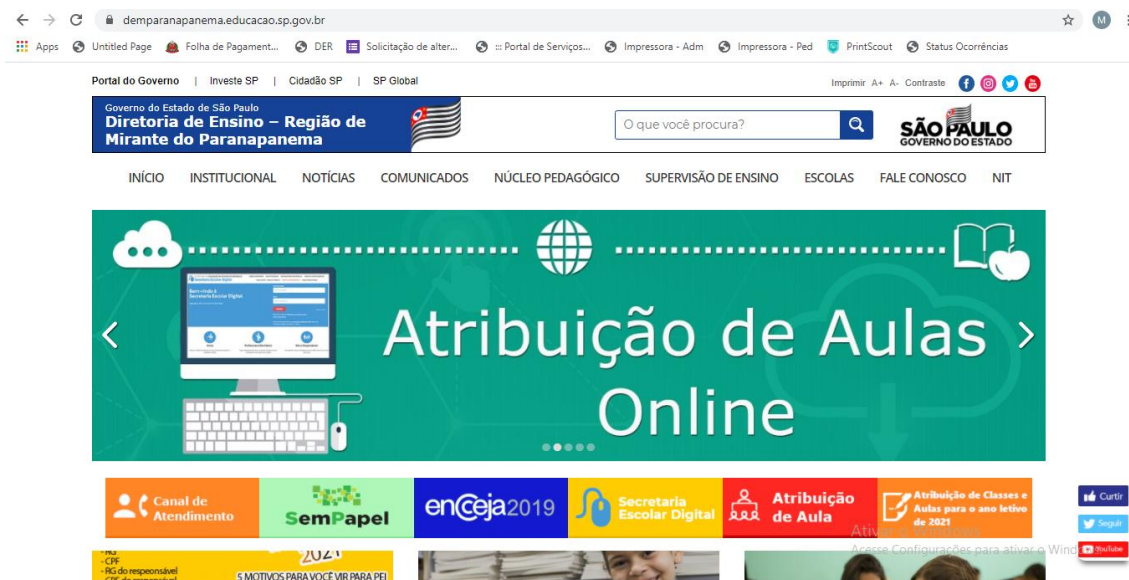 demparanapanema.educacao.sp.gov.br
M
Apps Untitled Page Folha de Pagament... DER Solicitação de alter... ::: Portal de Serviços... Impressora - Adm Impressora - Ped PrintScout Status Ocorrências
Portal do Governo | Investe SP | Cidadão SP | SP Global
Imprimir A+ A- Contraste
Governo do Estado de São Paulo
Diretoria de Ensino – Região de
Mirante do Paranapanema
O que você procura?
SÃO PAULO
GOVERNO DO ESTADO
INÍCIO INSTITUCIONAL NOTÍCIAS COMUNICADOS NÚCLEO PEDAGÓGICO SUPERVISÃO DE ENSINO ESCOLAS FALE CONOSCO NIT
Atribuição de Aulas
Online
Canal de
Atendimento
SemPapel
encceja2019
Secretaria
Escolar Digital
Atribuição
de Aula
Atribuição de Classes e
Aulas para o ano letivo
de 2021
Curtir
Seguir
YouTube
Ativar o Windows
Acesse Configurações para ativar o Wind
- RG
- CPF
- RG do respeonsável
2021
5 MOTIVOS PARA VOCÊ VIR PARA PEI